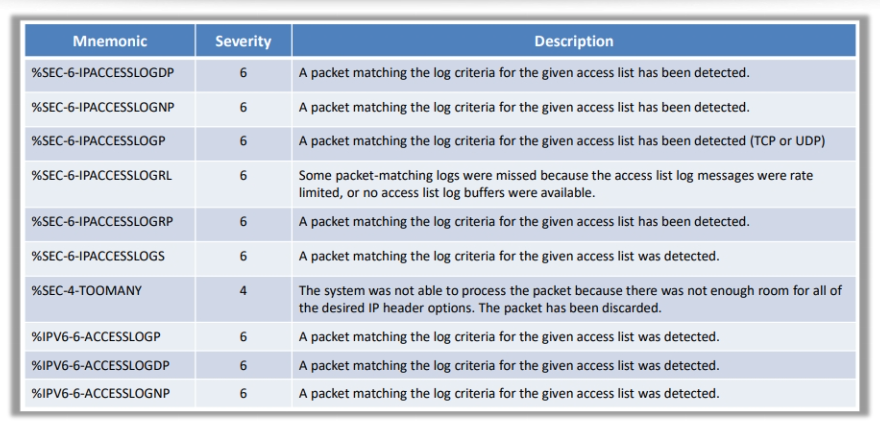 Mnemonic Severity Description
%SEC-6-IPACCESSLOGDP 6 A packet matching the log criteria for the given access list has been detected.
%SEC-6-IPACCESSLOGNP 6 A packet matching the log criteria for the given access list has been detected.
%SEC-6-IPACCESSLOGP 6 A packet matching the log criteria for the given access list has been detected (TCP or UDP)
%SEC-6-IPACCESSLOGRL 6 Some packet-matching logs were missed because the access list log messages were rate
limited, or no access list log buffers were available.
%SEC-6-IPACCESSLOGRP 6 A packet matching the log criteria for the given access list has been detected.
%SEC-6-IPACCESSLOGS 6 A packet matching the log criteria for the given access list was detected.
%SEC-4-TOOMANY 4 The system was not able to process the packet because there was not enough room for all of
the desired IP header options. The packet has been discarded.
%IPV6-6-ACCESSLOGP 6 A packet matching the log criteria for the given access list was detected.
%IPV6-6-ACCESSLOGDP 6 A packet matching the log criteria for the given access list was detected.
%IPV6-6-ACCESSLOGNP 6 A packet matching the log criteria for the given access list was detected.